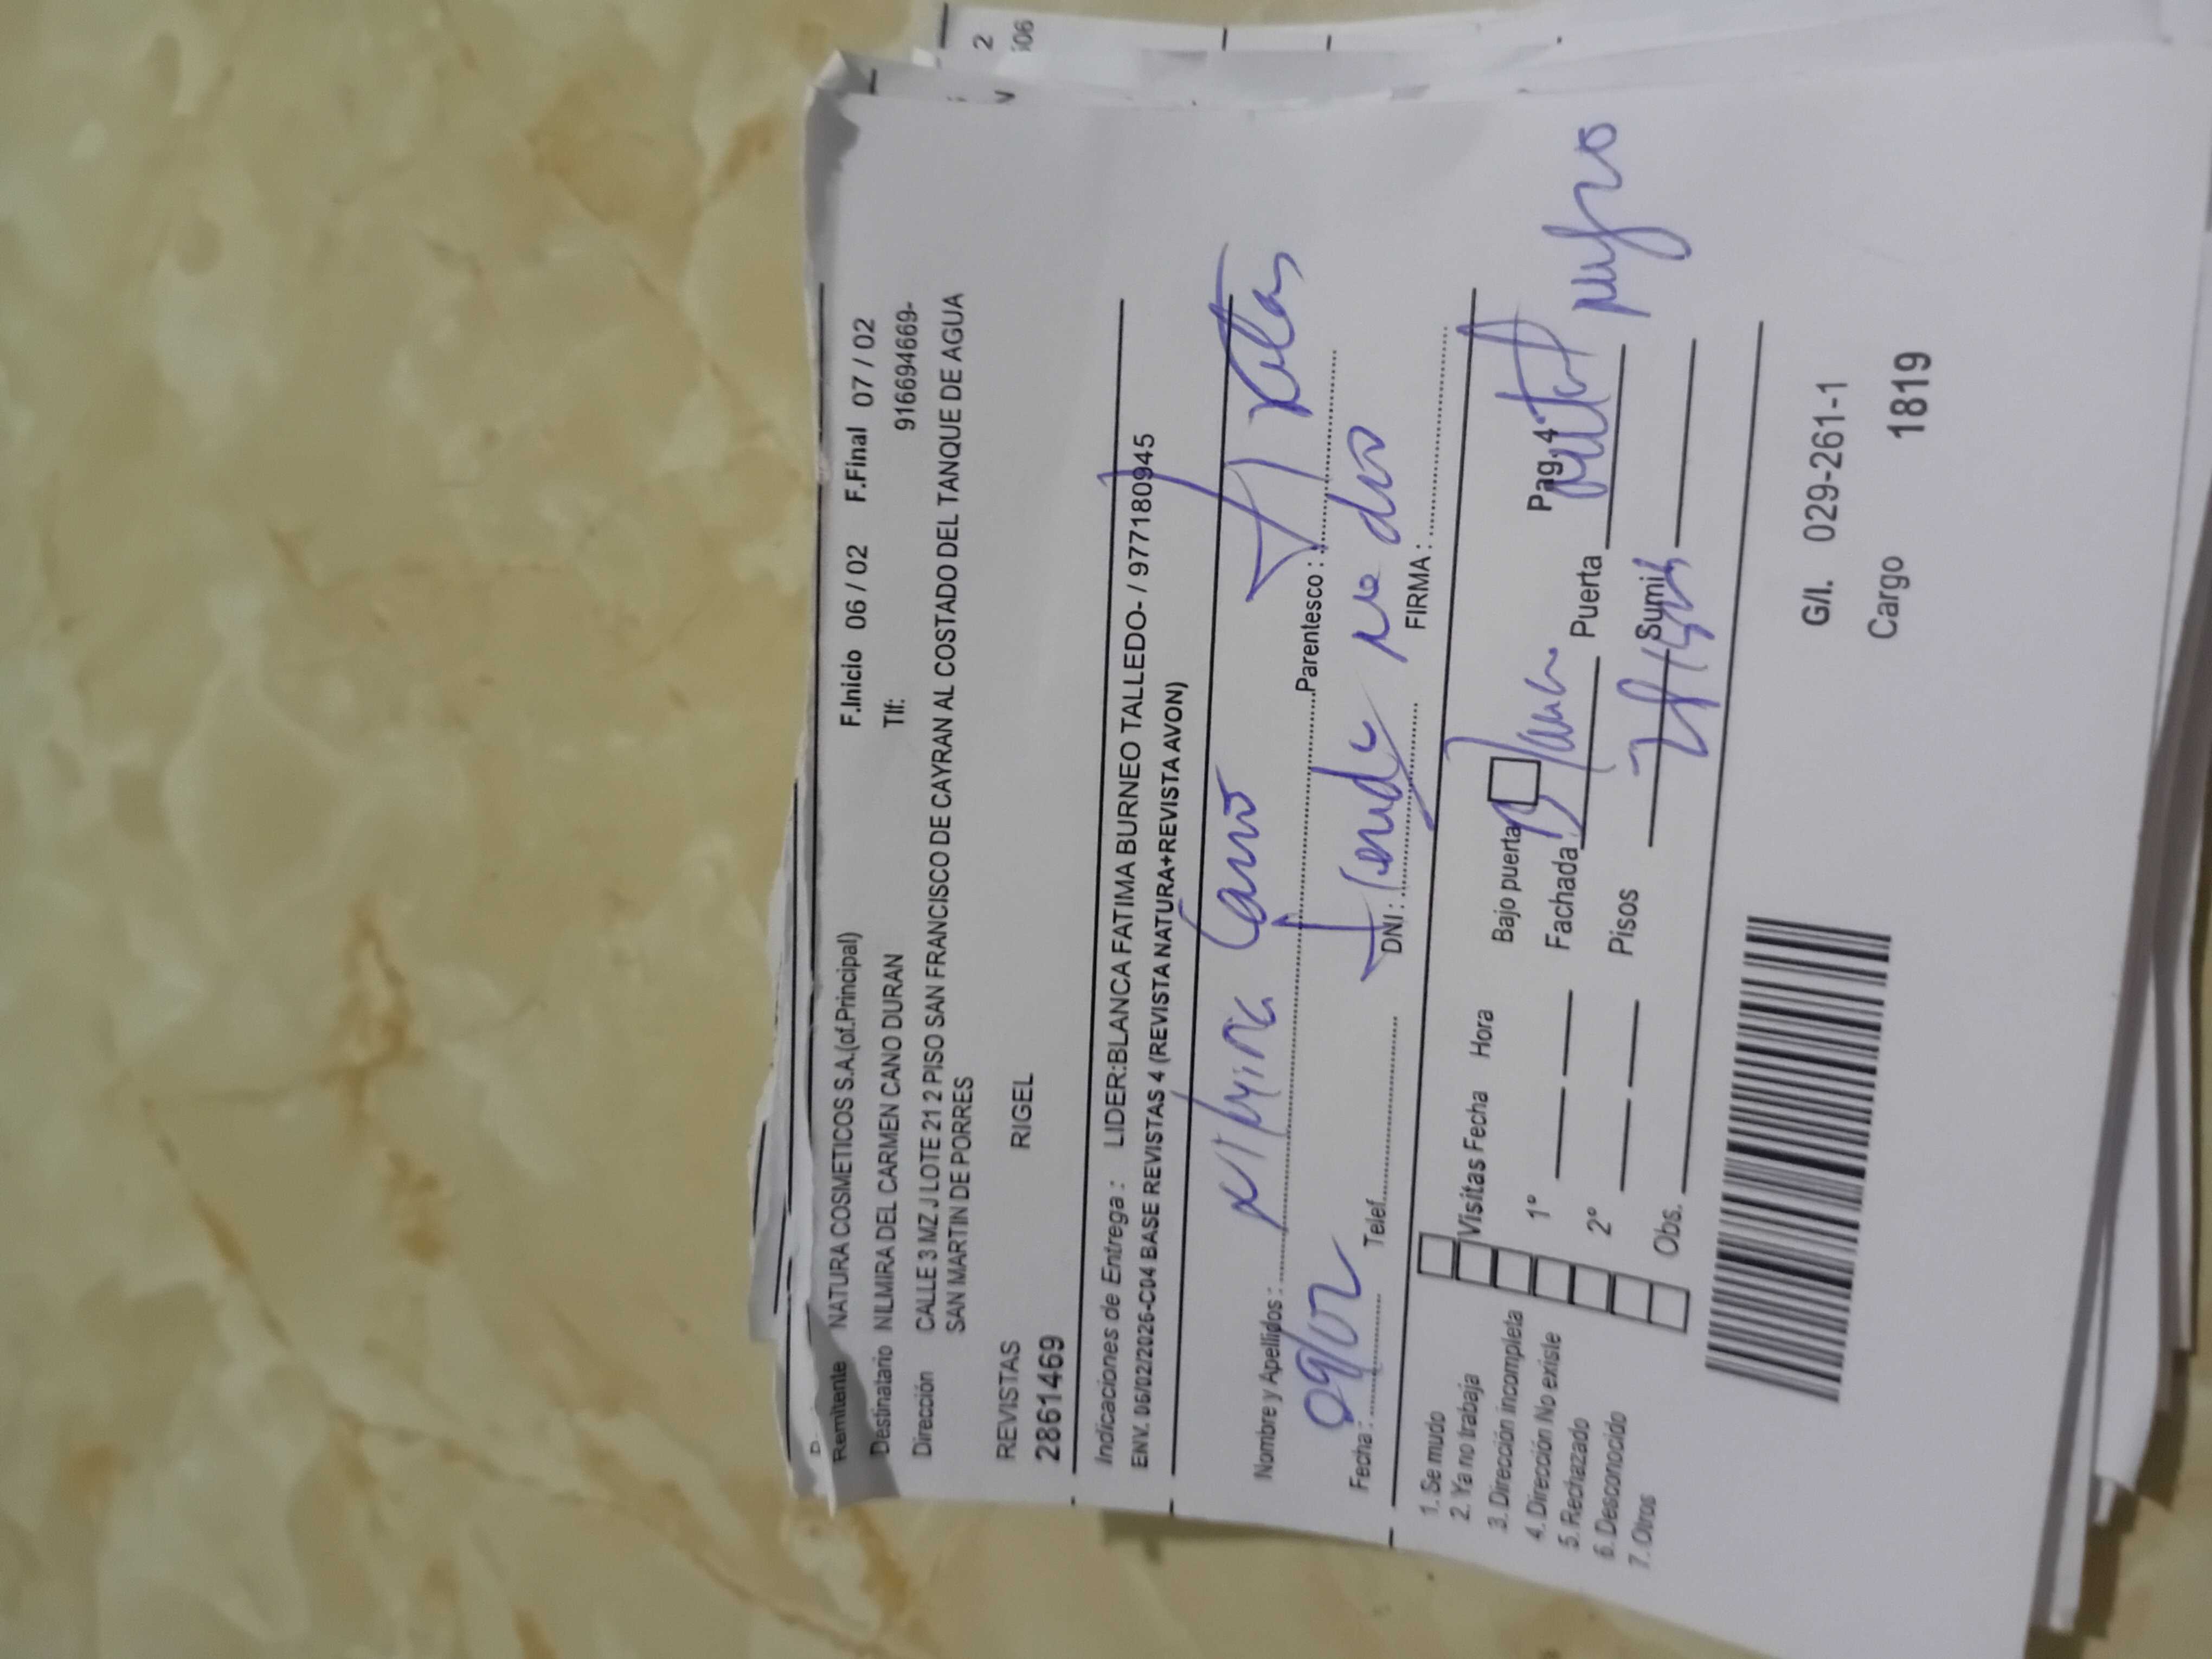 Remitente NATURA COSMETICOS S.A.(of.Principal) F.Inicio 06 / 02 F.Final 07 / 02
Destinatario NILMIRA DEL CARMEN CANO DURAN Tlf: 916694669-
Dirección CALLE 3 MZ J LOTE 21 2 PISO SAN FRANCISCO DE CAYRAN AL COSTADO DEL TANQUE DE AGUA
SAN MARTIN DE PORRES
REVISTAS RIGEL
2861469
Indicaciones de Entrega : LIDER:BLANCA FATIMA BURNEO TALLEDO- / 977180945
ENV. 06/02/2026-C04 BASE REVISTAS 4 (REVISTA NATURA+REVISTA AVON)
Nombre y Apellidos : Cano
Parentesco :
Fecha : 09/02 Telef. DNI : FIRMA :
1. Se mudo
2. Ya no trabaja
3. Dirección incompleta
4. Dirección No existe
5. Rechazado
6. Desconocido
7. Otros
Visitas Fecha Hora Bajo puerta Pag.4
1º Fachada Puerta
2º Pisos Sumi
Obs.
G/I. 029-261-1
Cargo 1819
2